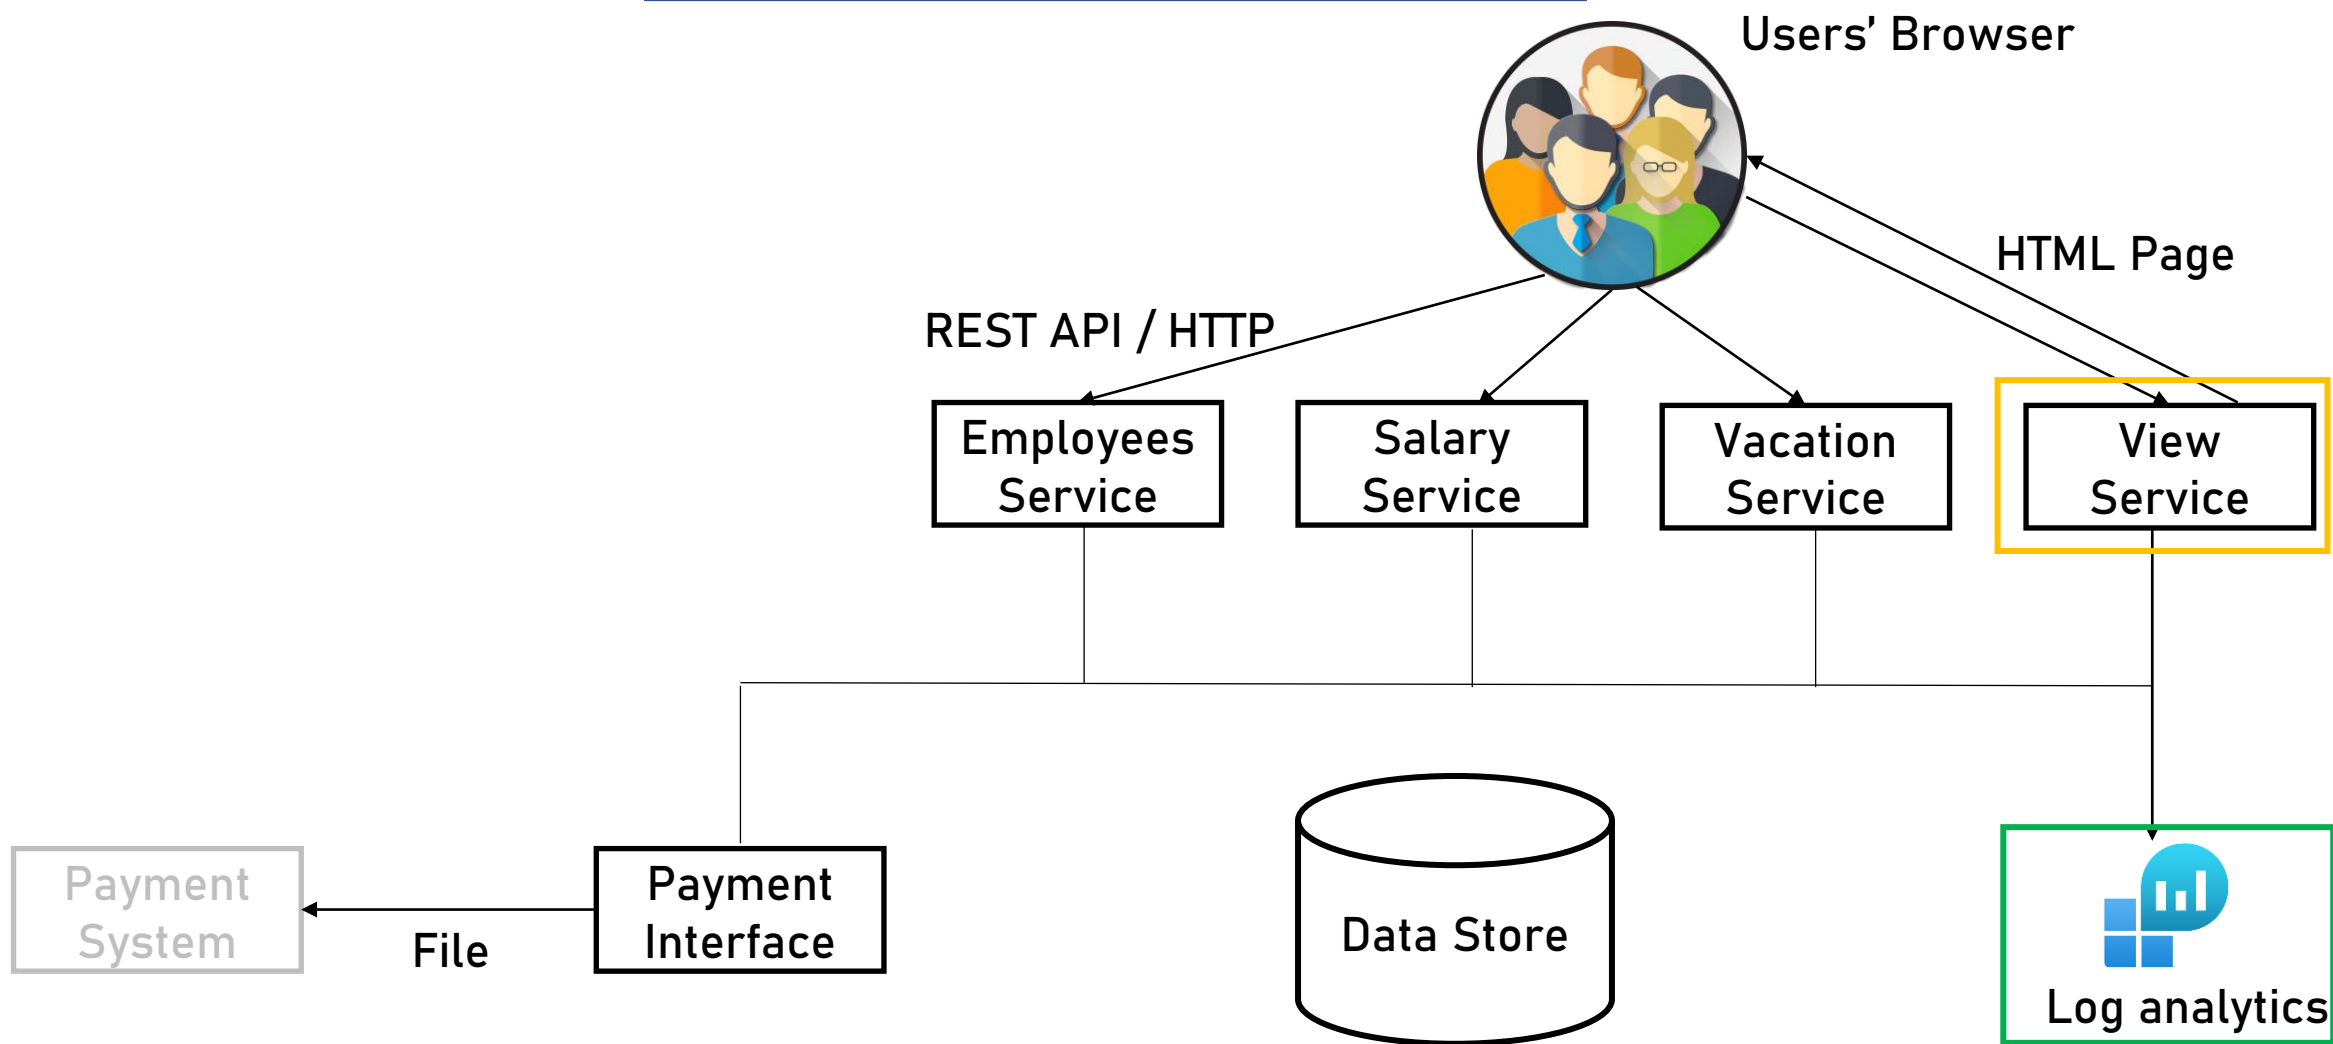 Users’ Browser
HTML Page
REST API / HTTP
Employees
Service
Salary
Service
Vacation
Service
View
Service
Payment
System
File
Payment
Interface
Data Store
Log analytics